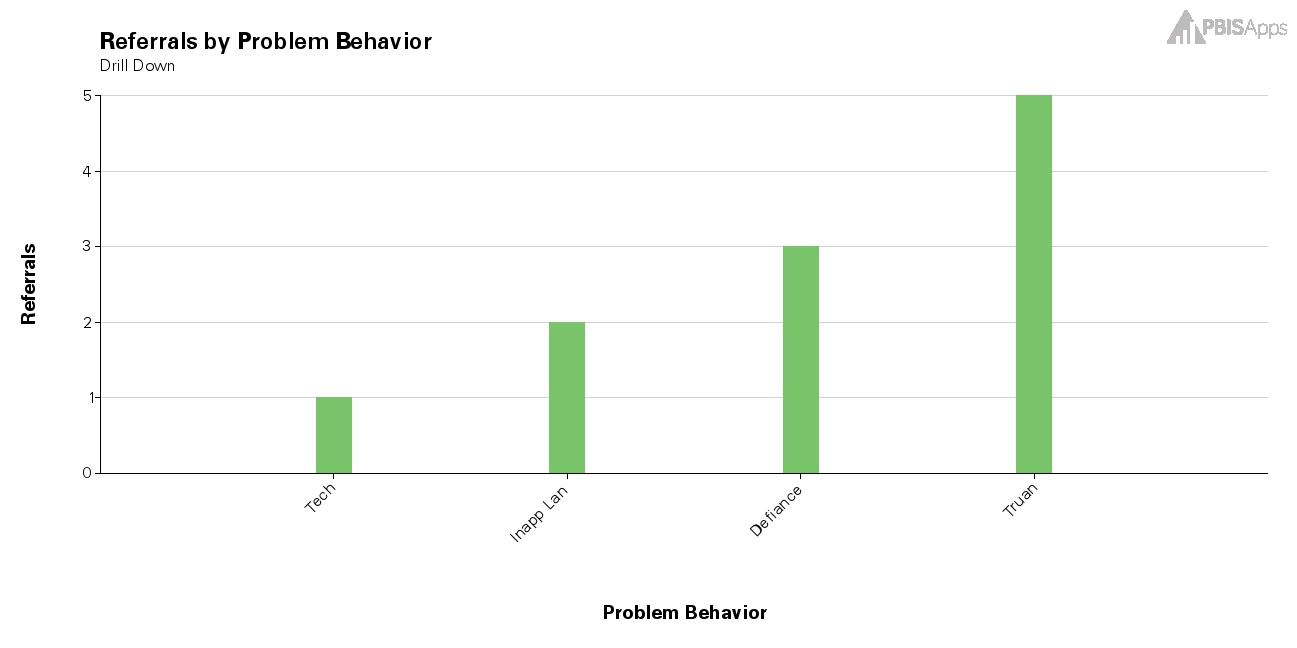 PBISApps
Referrals by Problem Behavior
Drill Down
5
4
3
2
1
0
Referrals
Tech
Inapp Lan
Defiance
Truan
Problem Behavior